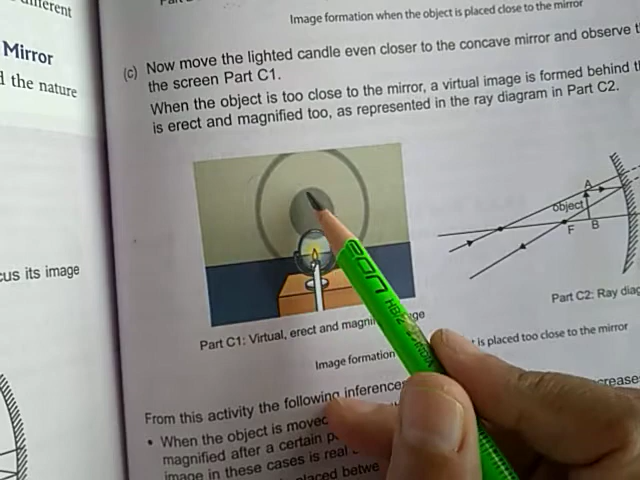 Mirror
the nature
cus its image
Image formation when the object is placed close to the mirror
(c) Now move the lighted candle even closer to the concave mirror and observe
the screen Part C1.
When the object is too close to the mirror, a virtual image is formed behind
is erect and magnified too, as represented in the ray diagram in Part C2.
A
object
F
B
Part C1: Virtual, erect and
Part C2: Ray
Image formation
is placed too close to the mirror
HB/2
From this activity the following
• When the object is
magnified after a certain
image in these cases is real
placed